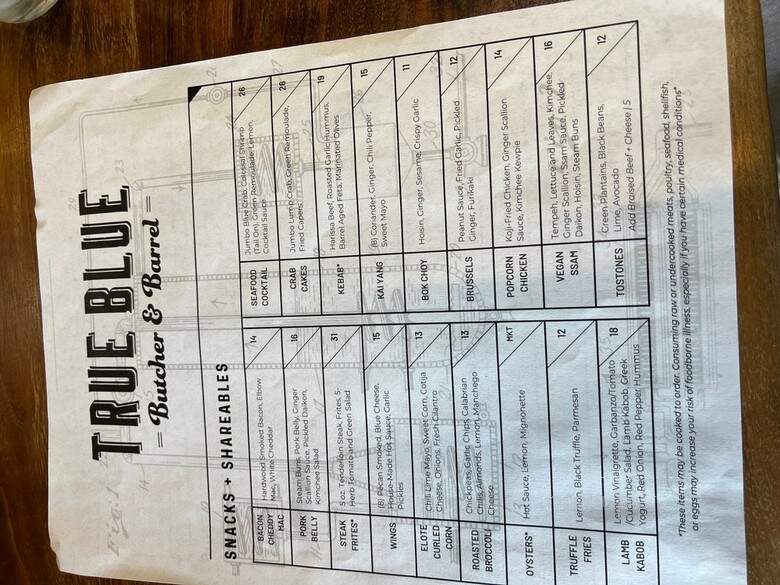 TRUE BLUE
Butcher & Barrel
SNACKS + SHAREABLES
BACON
CHEDDY
MAC
Hardwood Smoked Bacon, Elbow
Mac, White Cheddar
14
PORK
BELLY
Steam Buns, Pork Belly, Ginger
Scallion Sauce, Pickled Daikon,
Kimchee Salad
16
STEAK
FRITES*
5 oz. Tenderloin Steak, Frites, 5-
Herb Tomato and Green Salad
31
WINGS
(8) Pecan Smoked, Blue Cheese,
House-Made Hot Sauce, Garlic
Pickles
15
ELOTE
CURLED
CORN
Chili Lime Mayo, Sweet Corn, Cotija
Cheese, Onions, Fresh Cilantro
13
ROASTED
BROCCOLI
Chickpeas, Garlic Chips, Calabrian
Chilis, Almonds, Lemon, Manchego
Cheese
13
OYSTERS*
Hot Sauce, Lemon, Mignonette
MKT
TRUFFLE
FRIES
Lemon, Black Truffle, Parmesan
12
LAMB
KABOB
Lemon Vinaigrette, Garbanzo/Tomato
/Cucumber Salad, Lamb Kabob, Greek
Yogurt, Red Onion, Red Pepper, Hummus
18
SEAFOOD
COCKTAIL
Jumbo Blue Crab, Colossal Shrimp
(Tail On), Green Remoulade, Lemon,
Cocktail Sauce
26
CRAB
CAKES
Jumbo Lump Crab, Green Remoulade,
Fried Capers
26
KEBAB*
Harissa Beef, Roasted Garlic Hummus,
Barrel Aged Feta, Marinated Olives
19
KAI YANG
(8) Coriander, Ginger, Chili Pepper,
Sweet Mayo
15
BOK CHOY
Hoisin, Ginger, Sesame, Crispy Garlic
11
BRUSSELS
Peanut Sauce, Fried Garlic, Pickled
Ginger, Furikaki
12
POPCORN
CHICKEN
Koji-Fried Chicken, Ginger Scallion
Sauce, Kimchee Kewpie
14
VEGAN
SSAM
Tempeh, Lettuce and Leaves, Kimchee,
Ginger Scallion, Ssam Sauce, Pickled
Daikon, Hoisin, Steam Buns
16
TOSTONES
Green Plantains, Black Beans,
Lime, Avocado
Add Braised Beef + Cheese | 5
12
*These items may be cooked to order. Consuming raw or undercooked meats, poultry, seafood, shellfish,
or eggs may increase your risk of foodborne illness, especially if you have certain medical conditions*